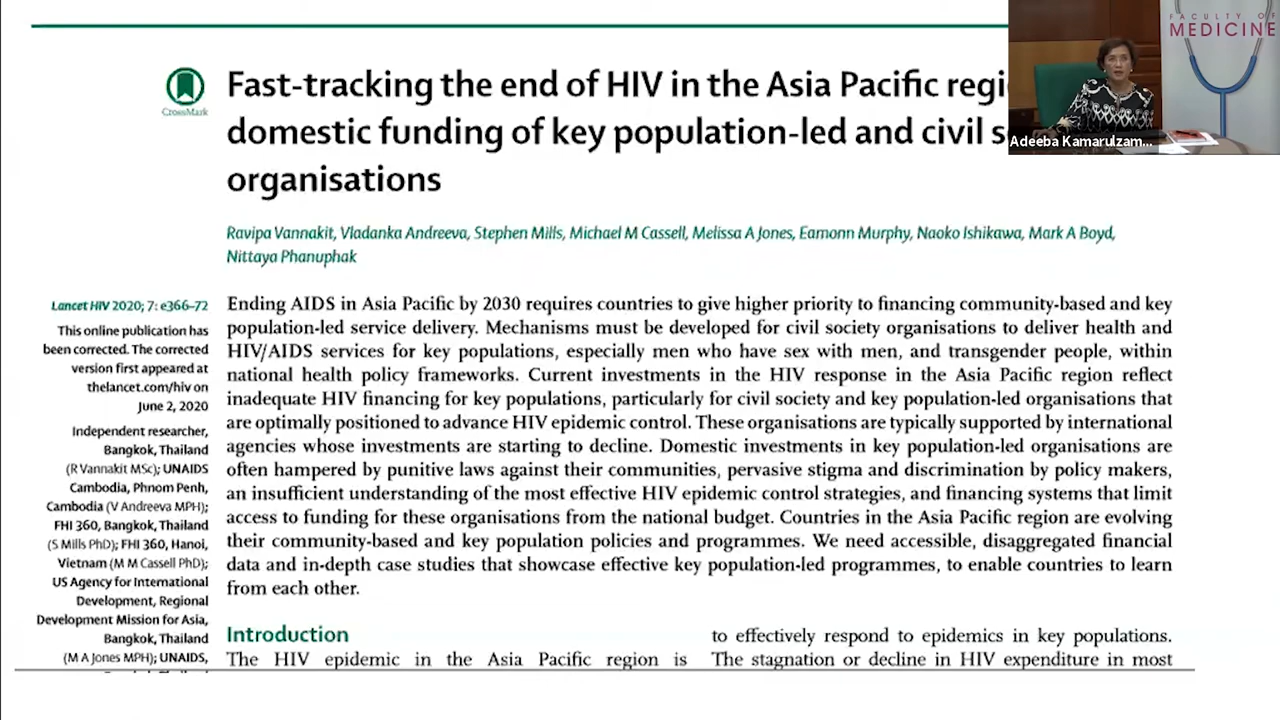 FACULTY OF
MEDICINE
Adeeba Kamarulzam...
CrossMark
Fast-tracking the end of HIV in the Asia Pacific regi
domestic funding of key population-led and civil s
organisations
Ravipa Vannakit, Vladanka Andreeva, Stephen Mills, Michael M Cassell, Melissa A Jones, Eamonn Murphy, Naoko Ishikawa, Mark A Boyd,
Nittaya Phanuphak
Lancet HIV 2020; 7: e366–72
This online publication has
been corrected. The corrected
version first appeared at
thelancet.com/hiv on
June 2, 2020
Independent researcher,
Bangkok, Thailand
(R Vannakit MSc); UNAIDS
Cambodia, Phnom Penh,
Cambodia (V Andreeva MPH);
FHI 360, Bangkok, Thailand
(S Mills PhD); FHI 360, Hanoi,
Vietnam (M M Cassell PhD);
US Agency for International
Development, Regional
Development Mission for Asia,
Bangkok, Thailand
(M A Jones MPH); UNAIDS,
Ending AIDS in Asia Pacific by 2030 requires countries to give higher priority to financing community-based and key
population-led service delivery. Mechanisms must be developed for civil society organisations to deliver health and
HIV/AIDS services for key populations, especially men who have sex with men, and transgender people, within
national health policy frameworks. Current investments in the HIV response in the Asia Pacific region reflect
inadequate HIV financing for key populations, particularly for civil society and key population-led organisations that
are optimally positioned to advance HIV epidemic control. These organisations are typically supported by international
agencies whose investments are starting to decline. Domestic investments in key population-led organisations are
often hampered by punitive laws against their communities, pervasive stigma and discrimination by policy makers,
an insufficient understanding of the most effective HIV epidemic control strategies, and financing systems that limit
access to funding for these organisations from the national budget. Countries in the Asia Pacific region are evolving
their community-based and key population policies and programmes. We need accessible, disaggregated financial
data and in-depth case studies that showcase effective key population-led programmes, to enable countries to learn
from each other.
Introduction
The HIV epidemic in the Asia Pacific region is
to effectively respond to epidemics in key populations.
The stagnation or decline in HIV expenditure in most